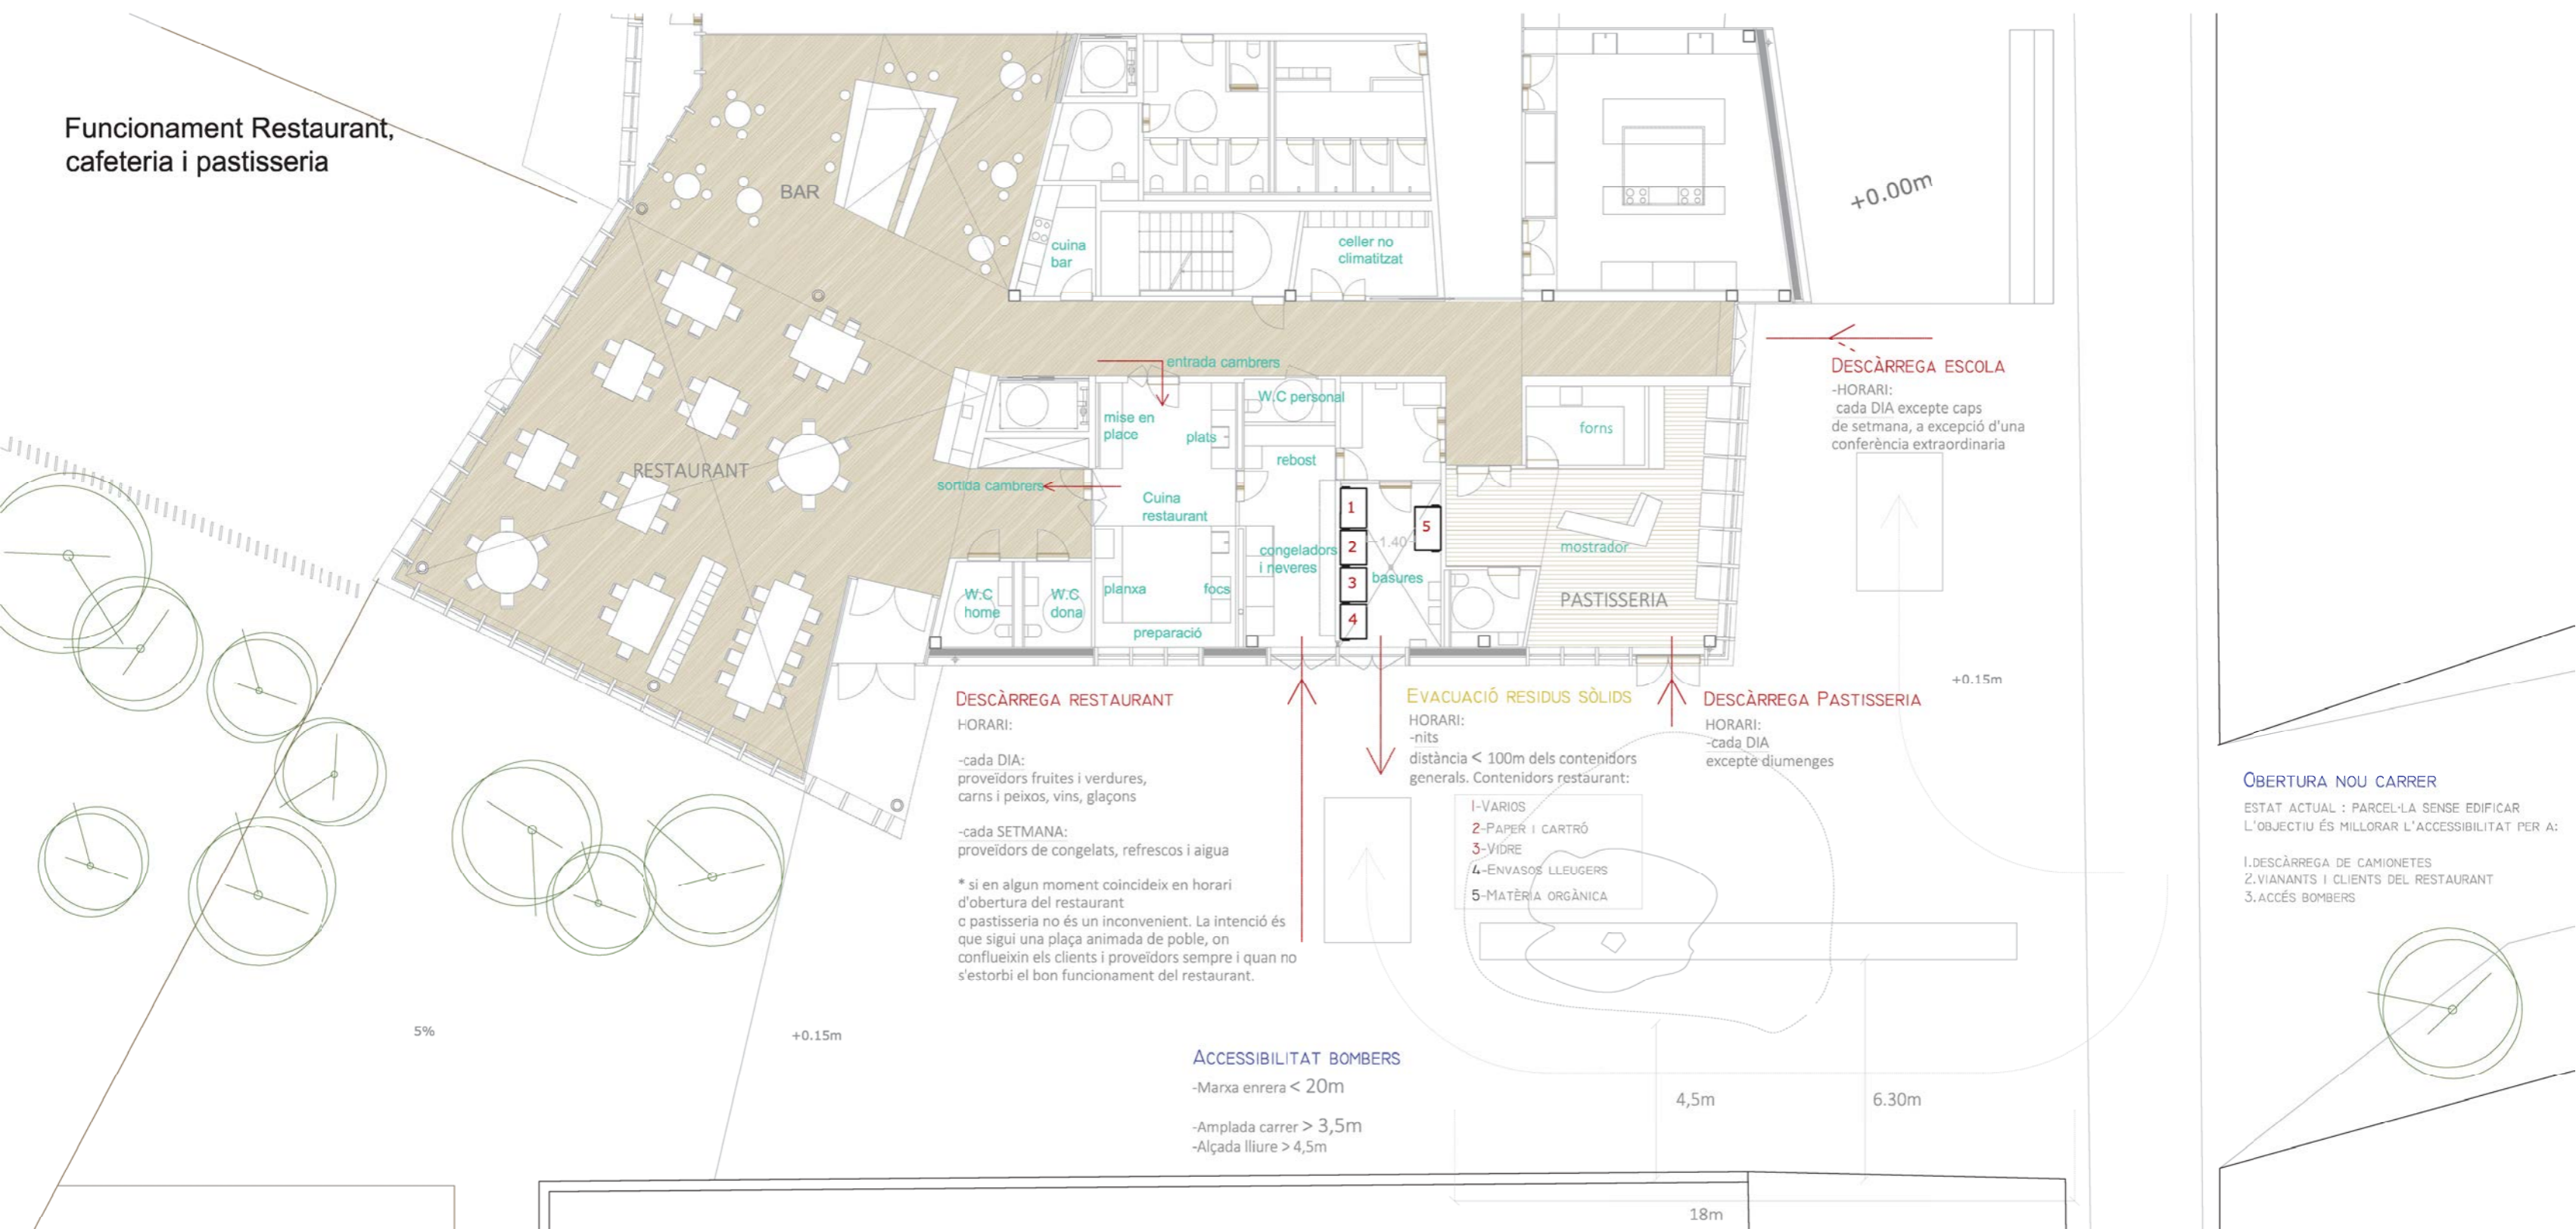 Funcionament Restaurant,
cafeteria i pastisseria
BAR
cuina
bar
celler no
climatitzat
+0.00m
entrada cambrers
DESCÀRREGA ESCOLA
-HORARI:
cada DIA excepte caps
de setmana, a excepció d'una
conferència extraordinaria
mise en
place
plats
W.C personal
forns
RESTAURANT
rebost
sortida cambrers
Cuina
restaurant
1
2
3
4
5
1.40
congeladors
i neveres
basures
mostrador
W.C
home
W.C
dona
planxa
focs
preparació
PASTISSERIA
+0.15m
DESCÀRREGA RESTAURANT
HORARI:
-cada DIA:
proveïdors fruites i verdures,
carns i peixos, vins, glaçons
-cada SETMANA:
proveïdors de congelats, refrescos i aigua
* si en algun moment coincideix en horari
d'obertura del restaurant
o pastisseria no és un inconvenient. La intenció és
que sigui una plaça animada de poble, on
conflueixin els clients i proveïdors sempre i quan no
s'estorbi el bon funcionament del restaurant.
EVACUACIÓ RESIDUS SÒLIDS
HORARI:
-nits
distància < 100m dels contenidors
generals. Contenidors restaurant:
1-VARIOS
2-PAPER I CARTRÓ
3-VIDRE
4-ENVASOS LLEUGERS
5-MATÈRIA ORGÀNICA
DESCÀRREGA PASTISSERIA
HORARI:
-cada DIA
excepte diumenges
OBERTURA NOU CARRER
ESTAT ACTUAL : PARCEL·LA SENSE EDIFICAR
L'OBJECTIU ÉS MILLORAR L'ACCESSIBILITAT PER A:
1.DESCÀRREGA DE CAMIONETES
2.VIANANTS I CLIENTS DEL RESTAURANT
3.ACCÉS BOMBERS
5%
+0.15m
ACCESSIBILITAT BOMBERS
-Marxa enrera < 20m
-Amplada carrer > 3,5m
-Alçada lliure > 4,5m
4,5m
6.30m
18m